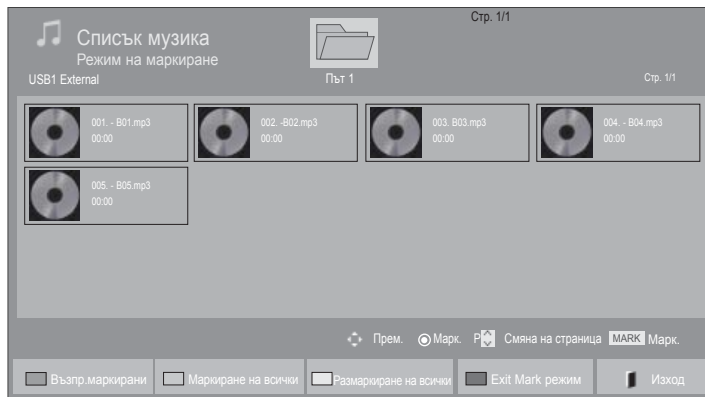 Стр. 1/1
Списък музика
Режим на маркиране
USB1 External
Път 1
Стр. 1/1
001. - B01.mp3
00:00
002. -B02.mp3
00:00
003. B03.mp3
00:00
004. - B04.mp3
00:00
005. - B05.mp3
00:00
Прем. Марк. P Смяна на страница MARK Марк.
Възпр.маркирани Маркиране на всички Размаркиране на всички Exit Mark режим Изход